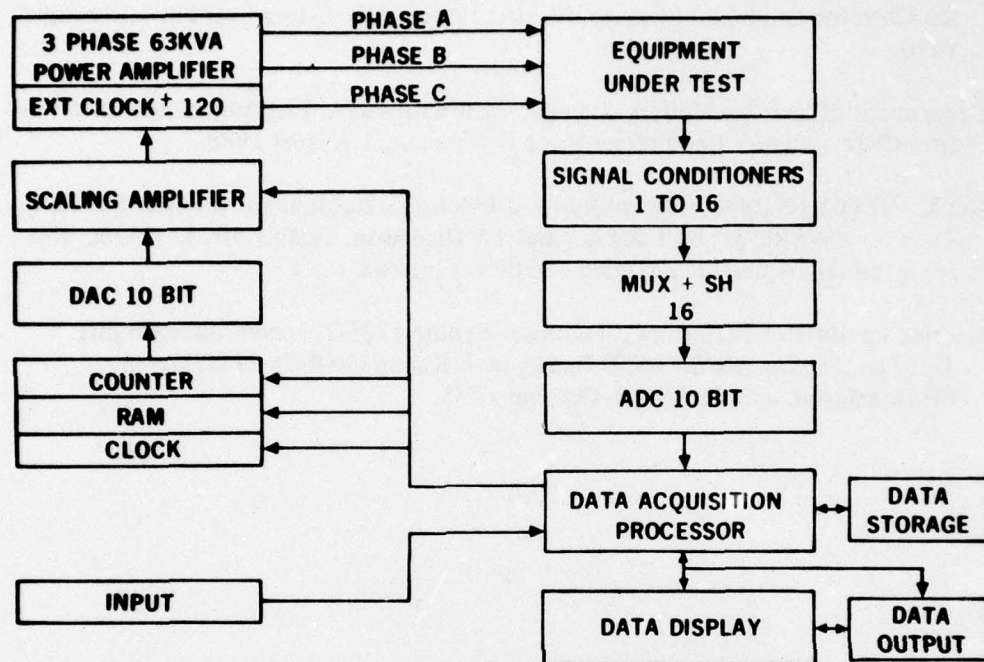 3 PHASE 63KVA
POWER AMPLIFIER
EXT CLOCK + 120
PHASE A
PHASE B
PHASE C
EQUIPMENT
UNDER TEST
SCALING AMPLIFIER
SIGNAL CONDITIONERS
1 TO 16
DAC 10 BIT
MUX + SH
16
COUNTER
RAM
CLOCK
ADC 10 BIT
DATA ACQUISITION
PROCESSOR
DATA
STORAGE
INPUT
DATA DISPLAY
DATA
OUTPUT